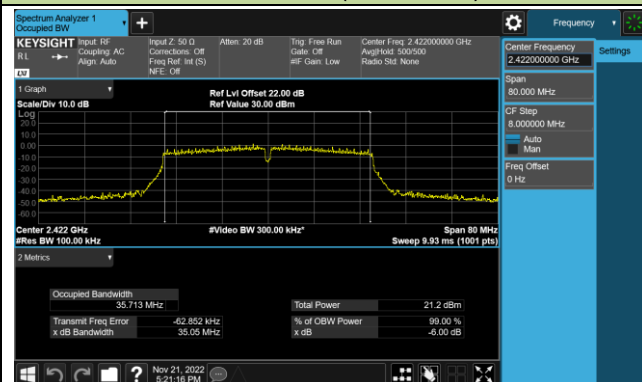 Spectrum Analyzer 1
Occupied BW
Frequency
KEYSIGHT
RL
LXI
Input: RF
Coupling: AC
Align: Auto
Input Z: 50 Ω
Corrections: Off
Freq Ref: Int (S)
NFE: Off
Atten: 20 dB
Trig: Free Run
Gate: Off
#IF Gain: Low
Center Freq: 2.422000000 GHz
Avg|Hold: 500/500
Radio Std: None
Center Frequency
2.422000000 GHz
Settings
Span
80.000 MHz
CF Step
8.000000 MHz
Auto
Man
Freq Offset
0 Hz
1 Graph
Scale/Div 10.0 dB
Ref Lvl Offset 22.00 dB
Ref Value 30.00 dBm
Log
20.0
10.0
0.00
-10.0
-20.0
-30.0
-40.0
-50.0
-60.0
Center 2.422 GHz
#Res BW 100.00 kHz
#Video BW 300.00 kHz*
Span 80 MHz
Sweep 9.93 ms (1001 pts)
2 Metrics
Occupied Bandwidth
35.713 MHz
Total Power 21.2 dBm
Transmit Freq Error -62.852 kHz
% of OBW Power 99.00 %
x dB Bandwidth 35.05 MHz
x dB -6.00 dB
Nov 21, 2022
5:21:16 PM